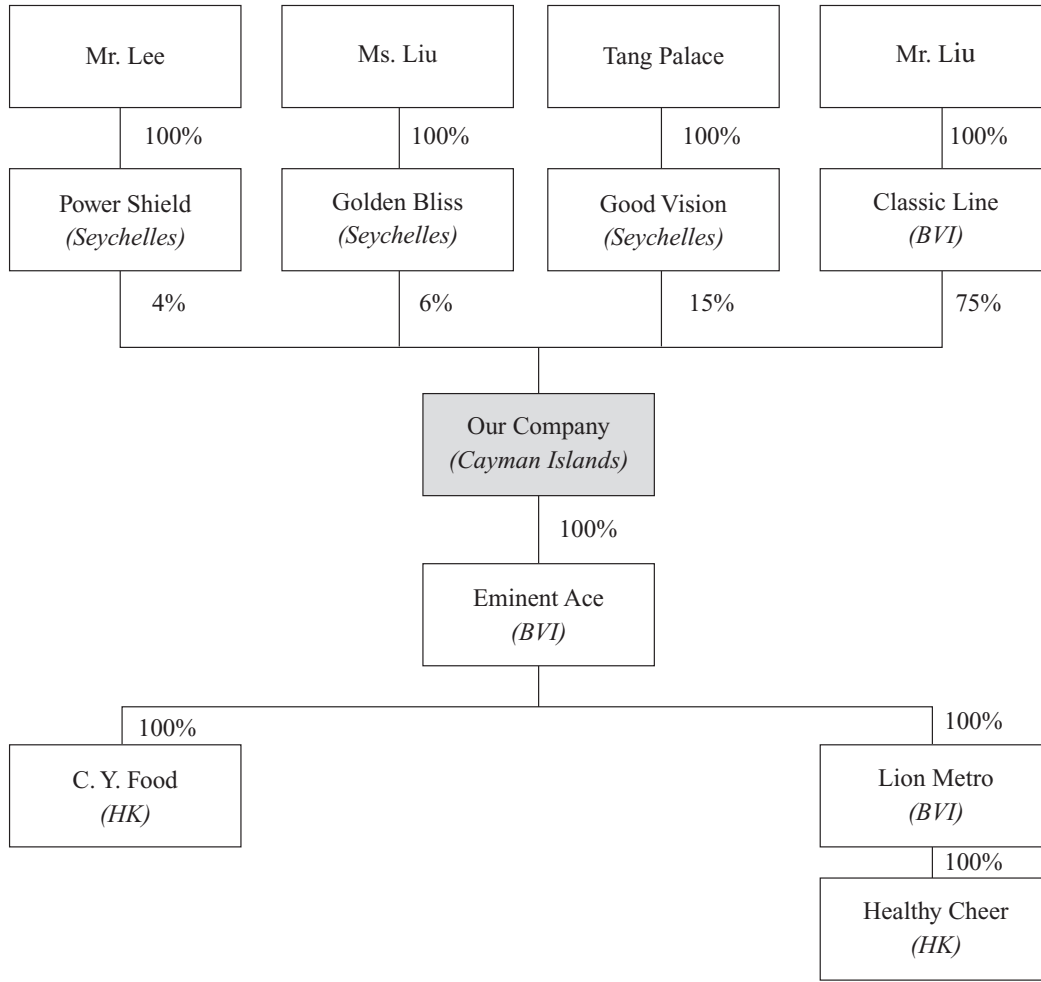 Mr. Lee
Ms. Liu
Tang Palace
Mr. Liu
100%
100%
100%
100%
Power Shield
(Seychelles)
Golden Bliss
(Seychelles)
Good Vision
(Seychelles)
Classic Line
(BVI)
4%
6%
15%
75%
Our Company
(Cayman Islands)
100%
Eminent Ace
(BVI)
100%
100%
C. Y. Food
(HK)
Lion Metro
(BVI)
100%
Healthy Cheer
(HK)